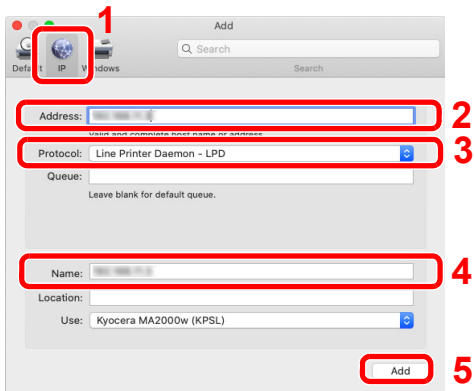 1
Add
Search
Default IP Windows
Search
Address:
2
Valid and complete host name or address.
Protocol: Line Printer Daemon - LPD
3
Queue:
Leave blank for default queue.
Name:
4
Location:
Use: Kyocera MA2000w (KPSL)
Add
5